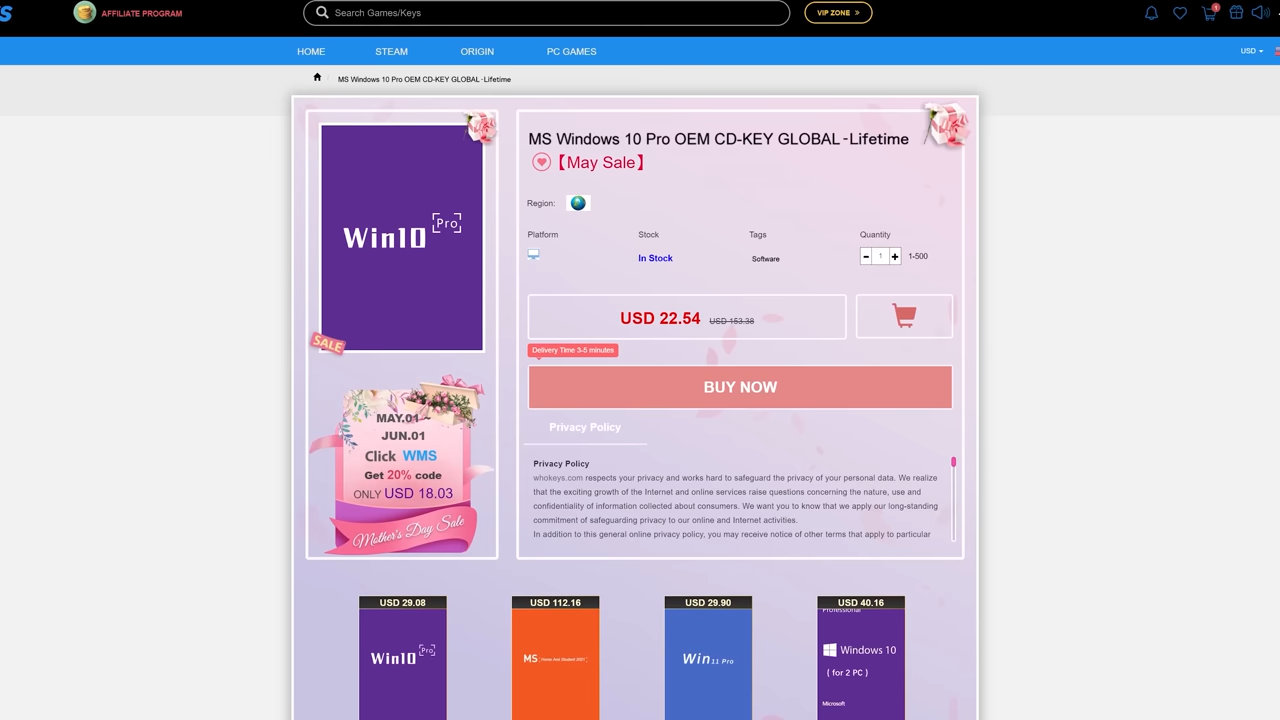 S
AFFILIATE PROGRAM
Search Games/Keys
VIP ZONE »
1
HOME
STEAM
ORIGIN
PC GAMES
USD
MS Windows 10 Pro OEM CD-KEY GLOBAL -Lifetime
Win10 Pro
SALE
MAY.01 ~
JUN.01
Click WMS
Get 20% code
ONLY USD 18.03
Mother's Day Sale
MS Windows 10 Pro OEM CD-KEY GLOBAL -Lifetime
【May Sale】
Region:
Platform Stock Tags Quantity
In Stock Software - 1 + 1-500
USD 22.54 USD 153.38
Delivery Time 3-5 minutes
BUY NOW
Privacy Policy
Privacy Policy
whokeys.com respects your privacy and works hard to safeguard the privacy of your personal data. We realize
that the exciting growth of the Internet and online services raise questions concerning the nature, use and
confidentiality of information collected about consumers. We want you to know that we apply our long-standing
commitment of safeguarding privacy to our online and Internet activities.
In addition to this general online privacy policy, you may receive notice of other terms that apply to particular
USD 29.08
Win10 Pro
USD 112.16
MS [Home And Student 2021]
USD 29.90
Win 11 Pro
USD 40.16
Professional
Windows 10
( for 2 PC )
Microsoft